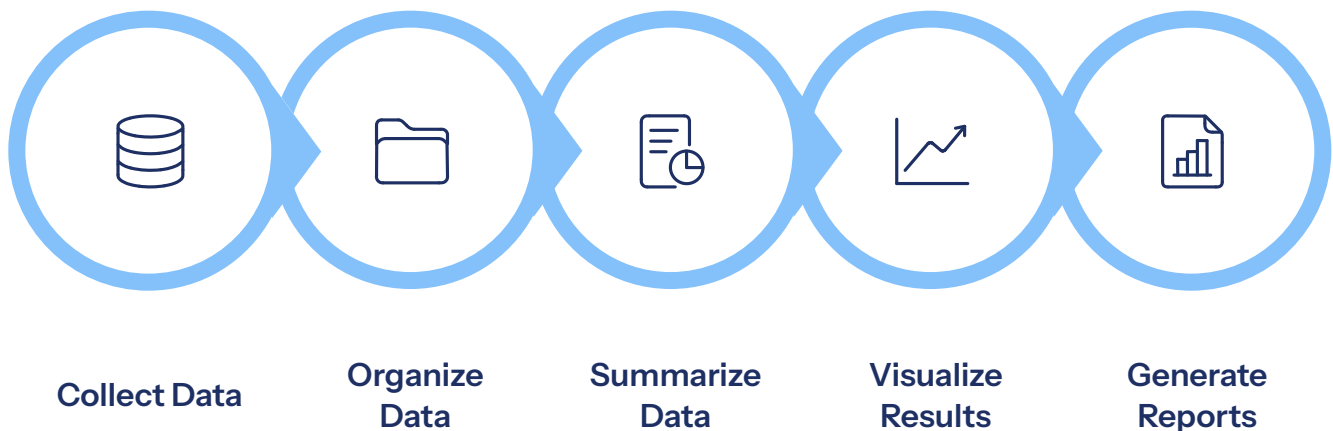 Collect Data
Organize
Data
Summarize
Data
Visualize
Results
Generate
Reports